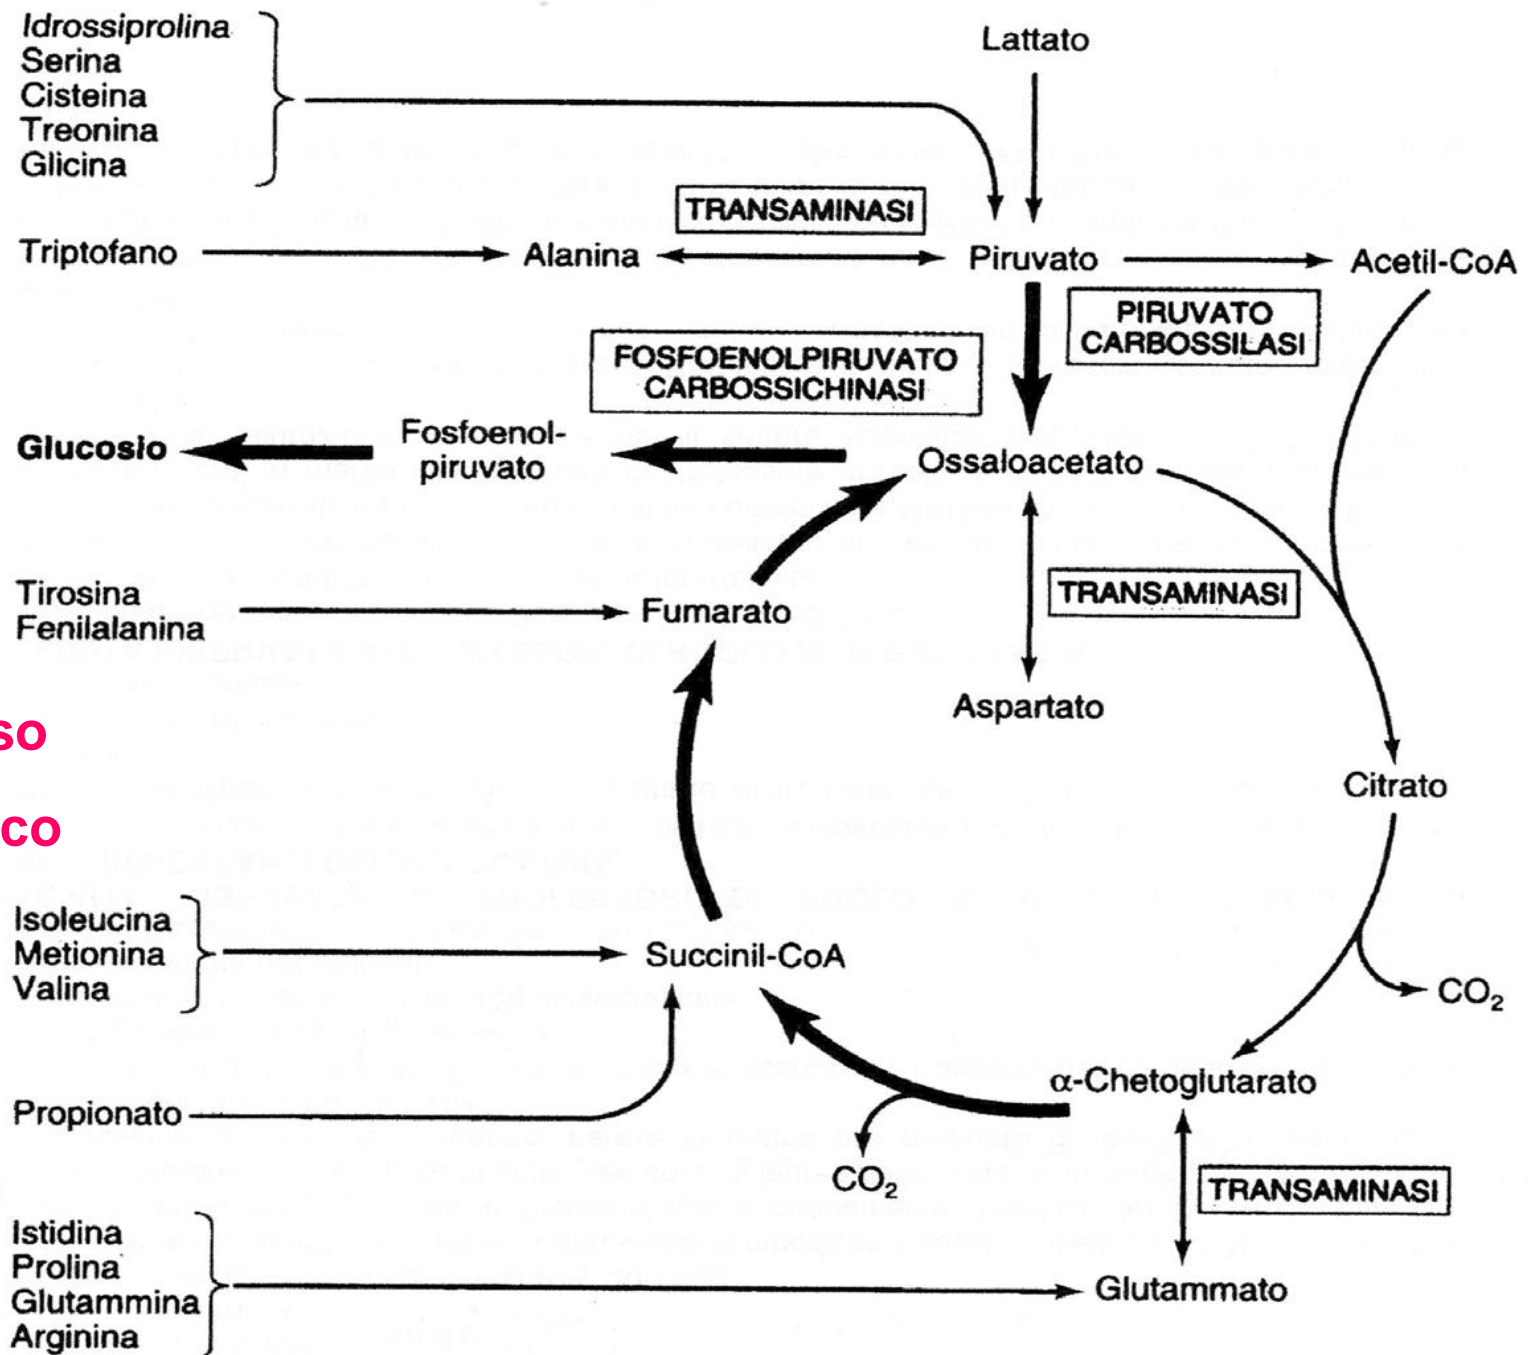 Idrossiprolina
Serina
Cisteina
Treonina
Glicina
Lattato
TRANSAMINASI
Triptofano
Alanina
Piruvato
Acetil-CoA
PIRUVATO
CARBOSSILASI
FOSFOENOLPIRUVATO
CARBOSSICHINASI
Glucosio
Fosfoenol-
piruvato
Ossaloacetato
Tirosina
Fenilalanina
Fumarato
TRANSAMINASI
Aspartato
so
co
Citrato
Isoleucina
Metionina
Valina
Succinil-CoA
CO₂
α-Chetoglutarato
Propionato
CO₂
TRANSAMINASI
Istidina
Prolina
Glutammina
Arginina
Glutammato